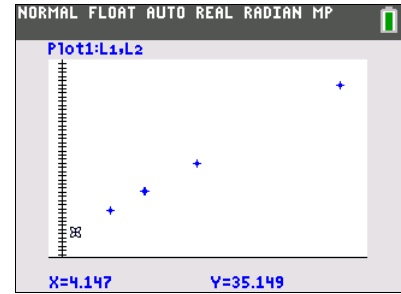 NORMAL FLOAT AUTO REAL RADIAN MP
Plot1:L1,L2
X=4.147 Y=35.149